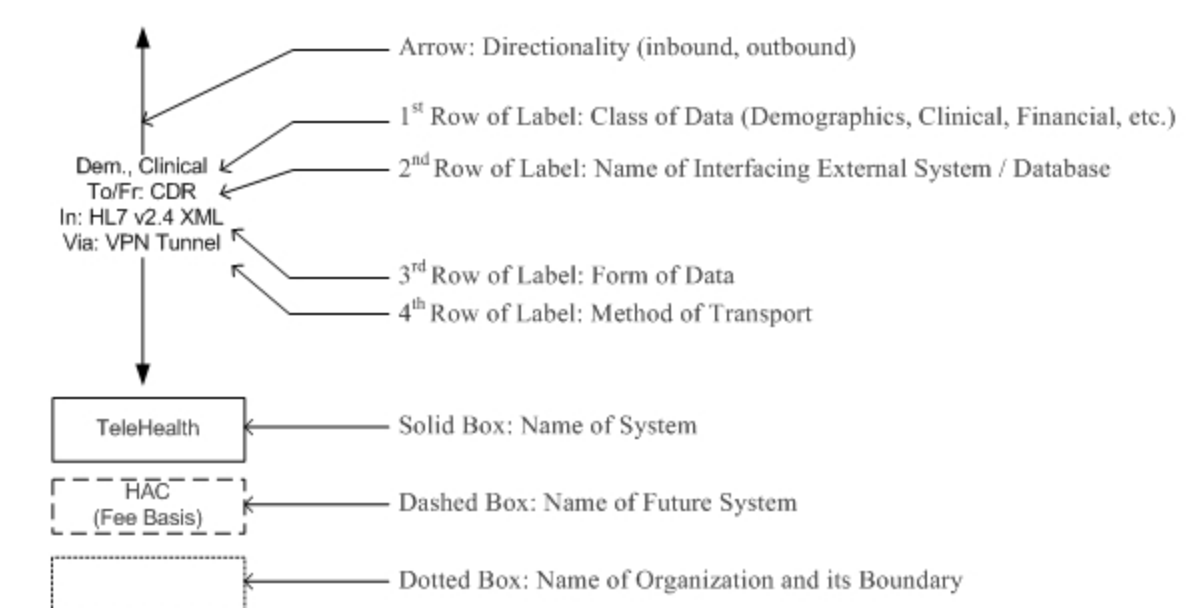 Arrow: Directionality (inbound, outbound)
1st Row of Label: Class of Data (Demographics, Clinical, Financial, etc.)
Dem., Clinical
To/Fr: CDR
In: HL7 v2.4 XML
Via: VPN Tunnel
2nd Row of Label: Name of Interfacing External System / Database
3rd Row of Label: Form of Data
4th Row of Label: Method of Transport
TeleHealth
Solid Box: Name of System
HAC
(Fee Basis)
Dashed Box: Name of Future System
Dotted Box: Name of Organization and its Boundary